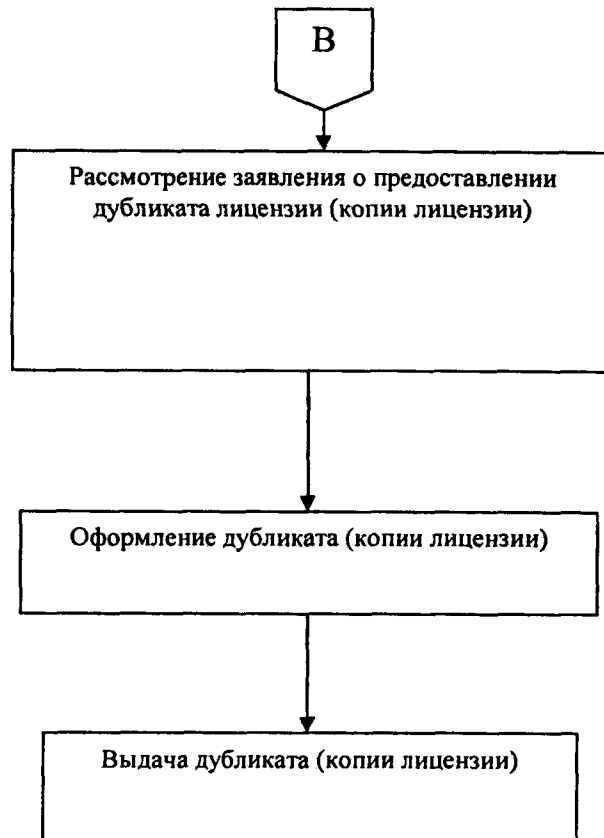 В
Рассмотрение заявления о предоставлении
дубликата лицензии (копии лицензии)
Оформление дубликата (копии лицензии)
Выдача дубликата (копии лицензии)